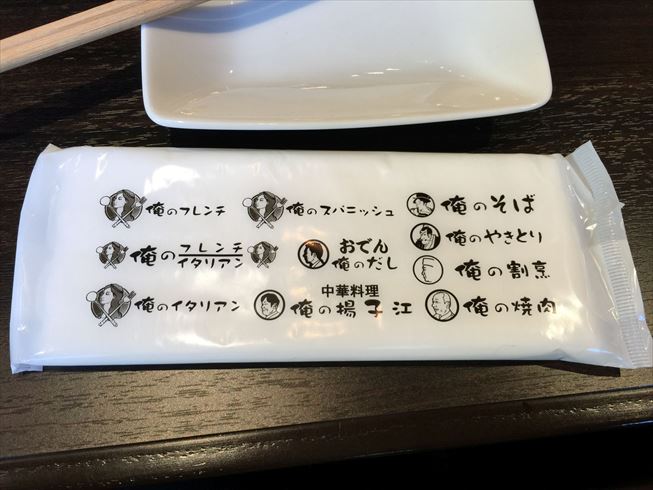 俺のフレンチ
俺のフレンチ
イタリアン
俺のイタリアン
俺のスパニッシュ
おでん
俺のだし
中華料理
俺の揚子江
俺のそば
俺のやきとり
俺の割烹
俺の焼肉